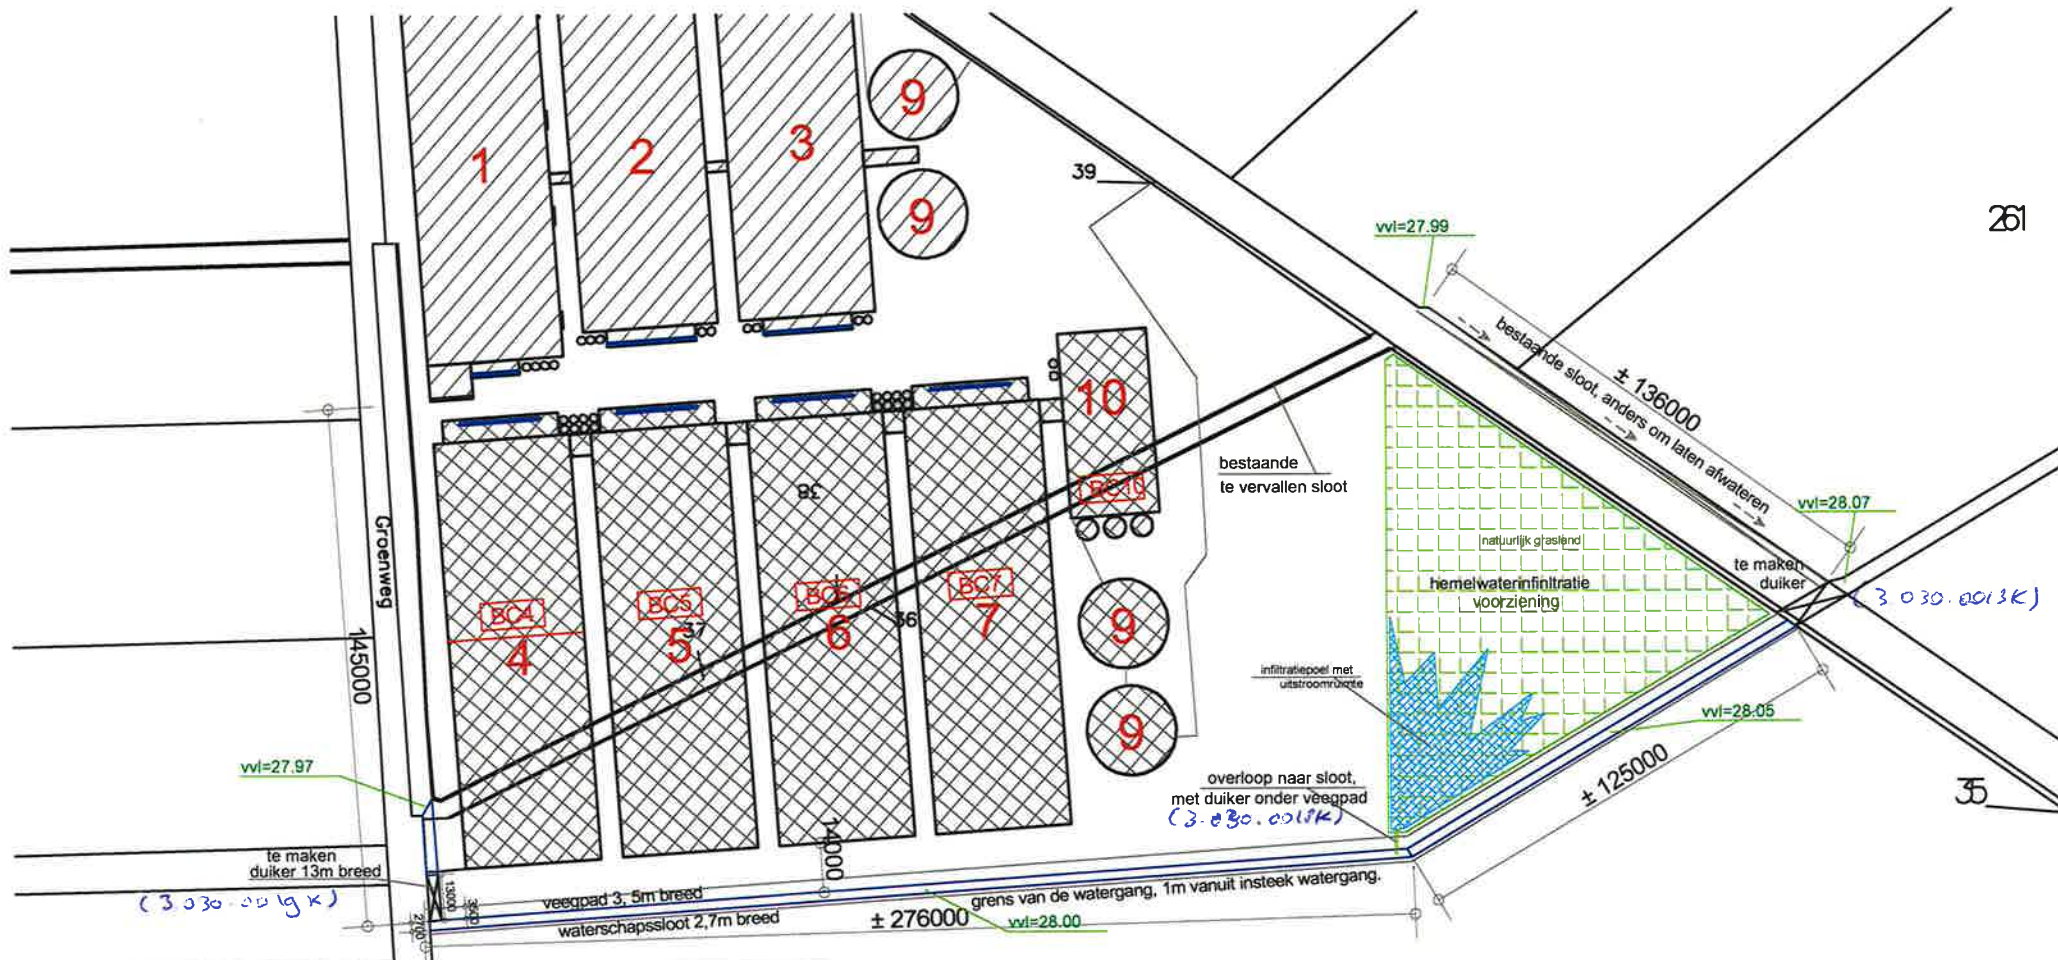 1
2
3
9
9
39
261
vvl=27.99
bestaande sloot, anders om laten afwateren
± 136000
vvl=28.07
10
BC10
bestaande
te vervallen sloot
natuurlijk grasland
hemelwaterinfinltratie
voorziening
te maken
duiker
(3.030.0013K)
Groenweg
145000
38
BC4
4
BC5
37
5
BC6
6
36
BC7
7
9
9
infiltratiepoel met
uitstroomruimte
vvl=28.05
± 125000
35
vvl=27.97
overloop naar sloot,
met duiker onder veegpad
14000
te maken
duiker 13m breed
13000
3500
2700
veegpad 3, 5m breed
waterschapssloot 2,7m breed
± 276000
grens van de watergang, 1m vanuit insteek watergang.
vvl=28.00